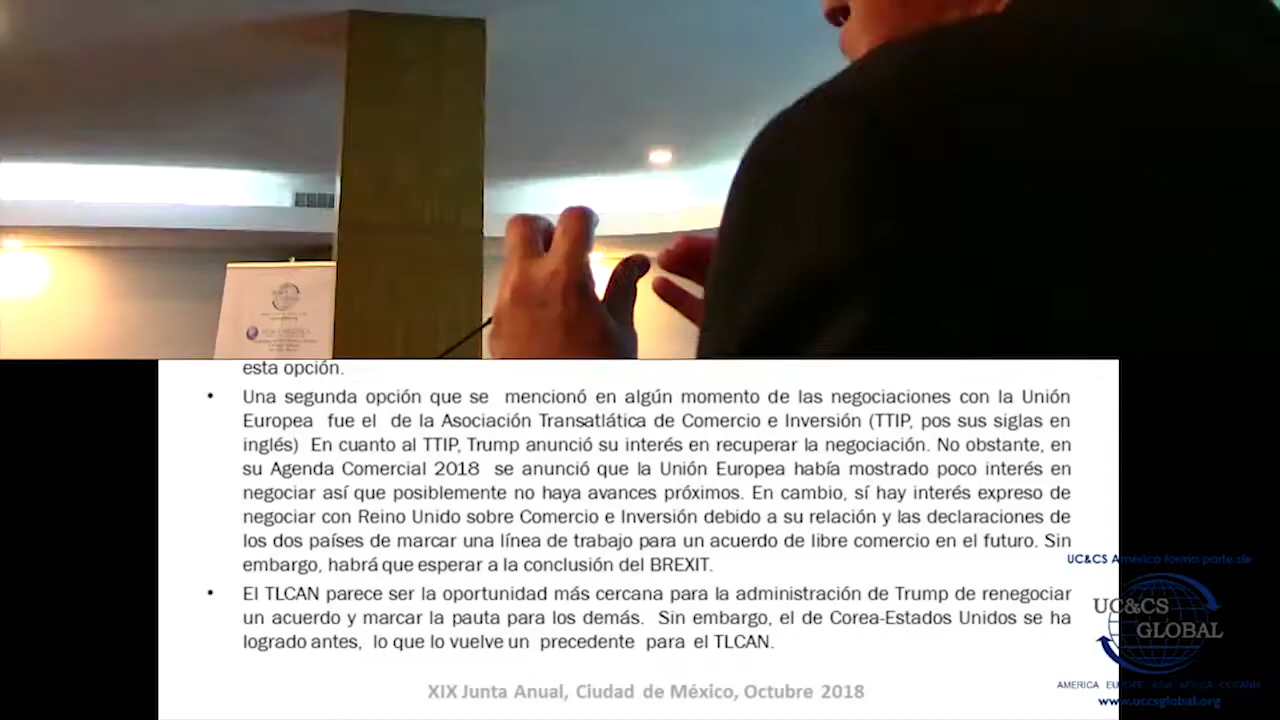 esta opción.
• Una segunda opción que se mencionó en algún momento de las negociaciones con la Unión
Europea fue el de la Asociación Transatlática de Comercio e Inversión (TTIP, pos sus siglas en
inglés) En cuanto al TTIP, Trump anunció su interés en recuperar la negociación. No obstante, en
su Agenda Comercial 2018 se anunció que la Unión Europea había mostrado poco interés en
negociar así que posiblemente no haya avances próximos. En cambio, sí hay interés expreso de
negociar con Reino Unido sobre Comercio e Inversión debido a su relación y las declaraciones de
los dos países de marcar una línea de trabajo para un acuerdo de libre comercio en el futuro. Sin
embargo, habrá que esperar a la conclusión del BREXIT.
• El TLCAN parece ser la oportunidad más cercana para la administración de Trump de renegociar
un acuerdo y marcar la pauta para los demás. Sin embargo, el de Corea-Estados Unidos se ha
logrado antes, lo que lo vuelve un precedente para el TLCAN.
XIX Junta Anual, Ciudad de México, Octubre 2018
UC&CS América forma parte de
UC&CS
GLOBAL
AMERICA EUROPE ASIA AFRICA OCEANIA
www.uccsglobal.org